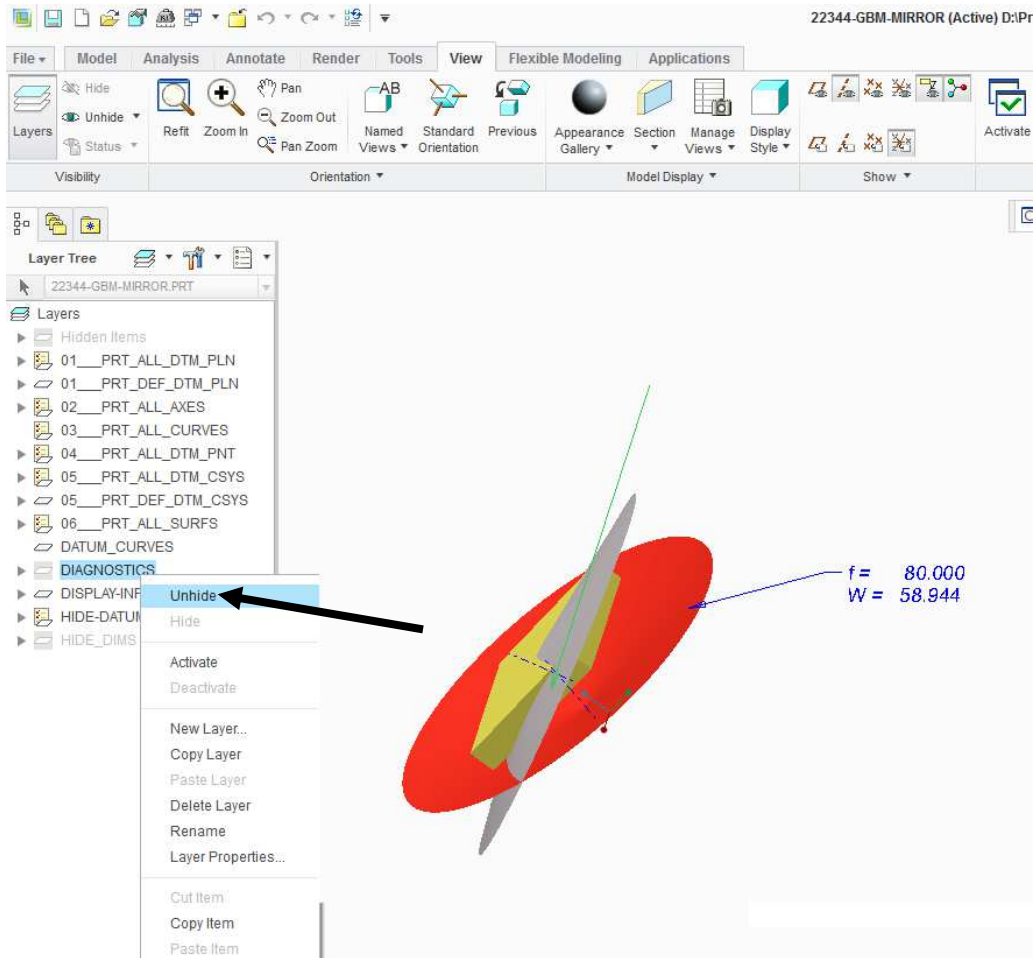 22344-GBM-MIRROR (Active) D:\Pr
File Model Analysis Annotate Render Tools View Flexible Modeling Applications
Layers
Hide
Unhide
Status
Refit
Zoom In
Pan
Zoom Out
Pan Zoom
AB
Named Views
Standard Orientation
Previous
Appearance Gallery
Section
Manage Views
Display Style
Activate
Visibility Orientation Model Display Show
Layer Tree
22344-GBM-MIRROR.PRT
Layers
Hidden Items
01___PRT_ALL_DTM_PLN
01___PRT_DEF_DTM_PLN
02___PRT_ALL_AXES
03___PRT_ALL_CURVES
04___PRT_ALL_DTM_PNT
05___PRT_ALL_DTM_CSYS
05___PRT_DEF_DTM_CSYS
06___PRT_ALL_SURFS
DATUM_CURVES
DIAGNOSTICS
DISPLAY-INF
HIDE-DATUM
HIDE_DIMS
Unhide
Hide
Activate
Deactivate
New Layer...
Copy Layer
Paste Layer
Delete Layer
Rename
Layer Properties...
Cut Item
Copy Item
Paste Item
f = 80.000
W = 58.944